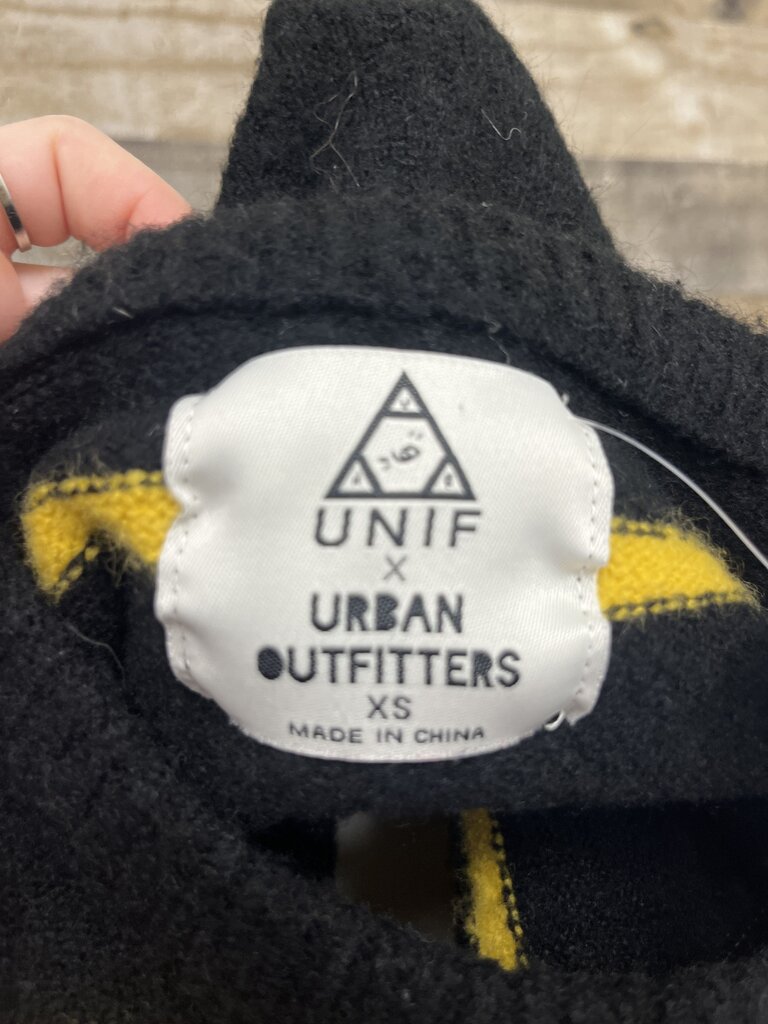 UNIF
X
URBAN
OUTFITTERS
XS
MADE IN CHINA